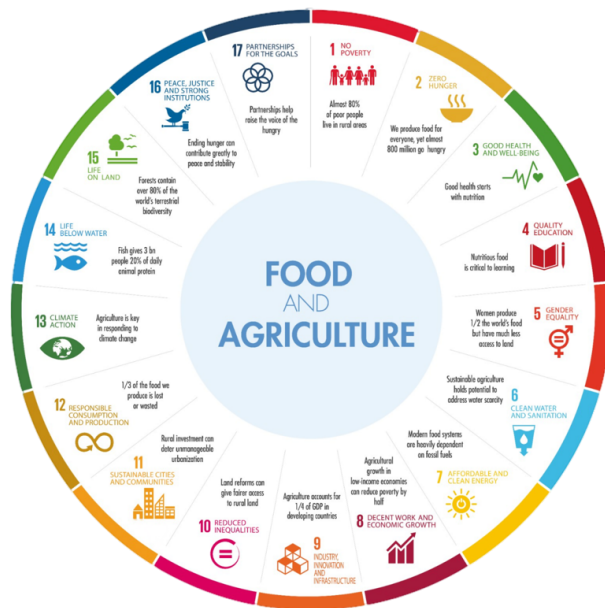 FOOD
AND
AGRICULTURE
1 NO
POVERTY
Almost 80%
of poor people
live in rural areas
2 ZERO
HUNGER
We produce food for
everyone, yet almost
800 million go hungry
3 GOOD HEALTH
AND WELL-BEING
Good health starts
with nutrition
4 QUALITY
EDUCATION
Nutritious food
is critical to learning
5 GENDER
EQUALITY
Women produce
1/2 the world's food
but have much less
access to land
6
CLEAN WATER
AND SANITATION
Sustainable agriculture
holds potential to
address water scarcity
7 AFFORDABLE AND
CLEAN ENERGY
Modern food systems
are heavily dependent
on fossil fuels
8 DECENT WORK AND
ECONOMIC GROWTH
Agricultural
growth in
low-income economies
can reduce poverty by
half
9
INDUSTRY,
INNOVATION
AND
INFRASTRUCTURE
Agriculture accounts for
1/4 of GDP in
developing countries
10 REDUCED
INEQUALITIES
Land reforms can
give fairer access
to rural land
11
SUSTAINABLE CITIES
AND COMMUNITIES
Rural investment can
deter unmanageable
urbanization
12 RESPONSIBLE
CONSUMPTION
AND PRODUCTION
1/3 of the food we
produce is lost
or wasted
13 CLIMATE
ACTION
Agriculture is key
in responding to
climate change
14 LIFE
BELOW WATER
Fish gives 3 bn
people 20% of daily
animal protein
15
LIFE
ON LAND
Forests contain
over 80% of the
world's terrestrial
biodiversity
16 PEACE, JUSTICE
AND STRONG
INSTITUTIONS
Ending hunger can
contribute greatly to
peace and stability
17 PARTNERSHIPS
FOR THE GOALS
Partnerships help
raise the voice of the
hungry